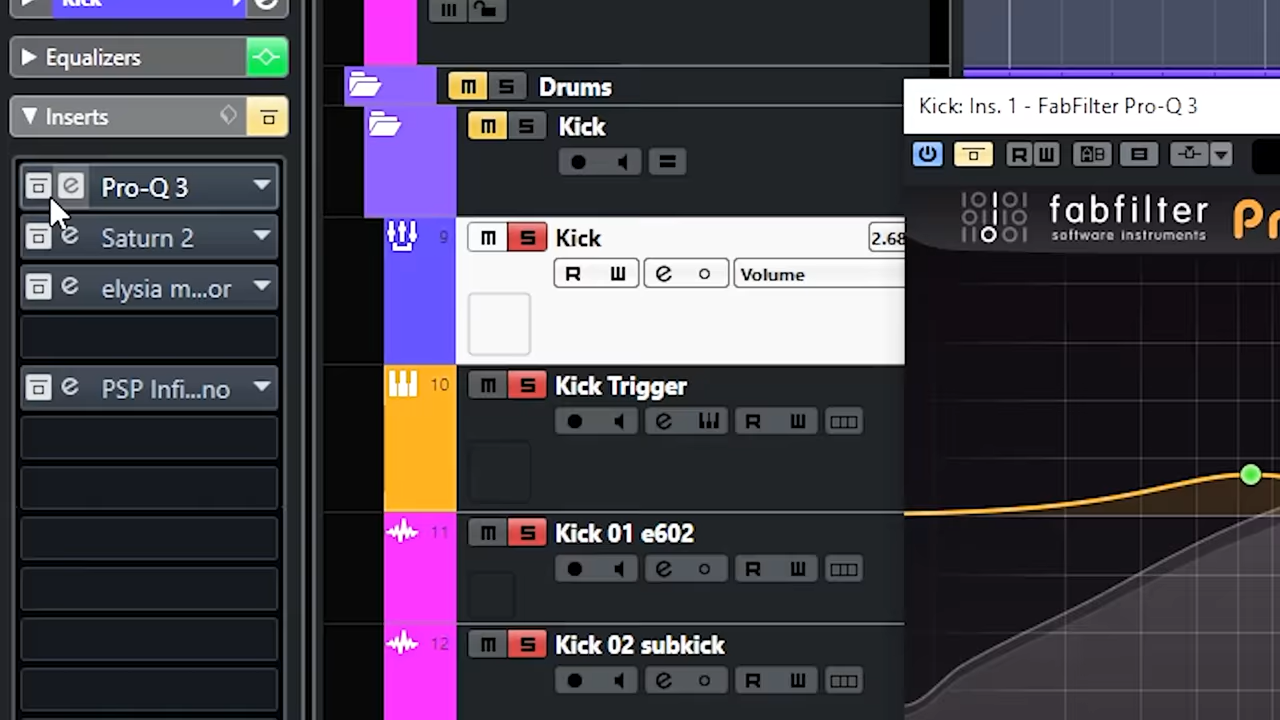 Kick
Equalizers
Inserts
Pro-Q 3
Saturn 2
elysia m...or
PSP Infi...no
M S Drums
M S Kick
9 M S Kick 2.68
R W e Volume
10 M S Kick Trigger
e R W
11 M S Kick 01 e602
e R W
12 M S Kick 02 subkick
e R W
Kick: Ins. 1 - FabFilter Pro-Q 3
R W AB
fabfilter Pr
software instruments